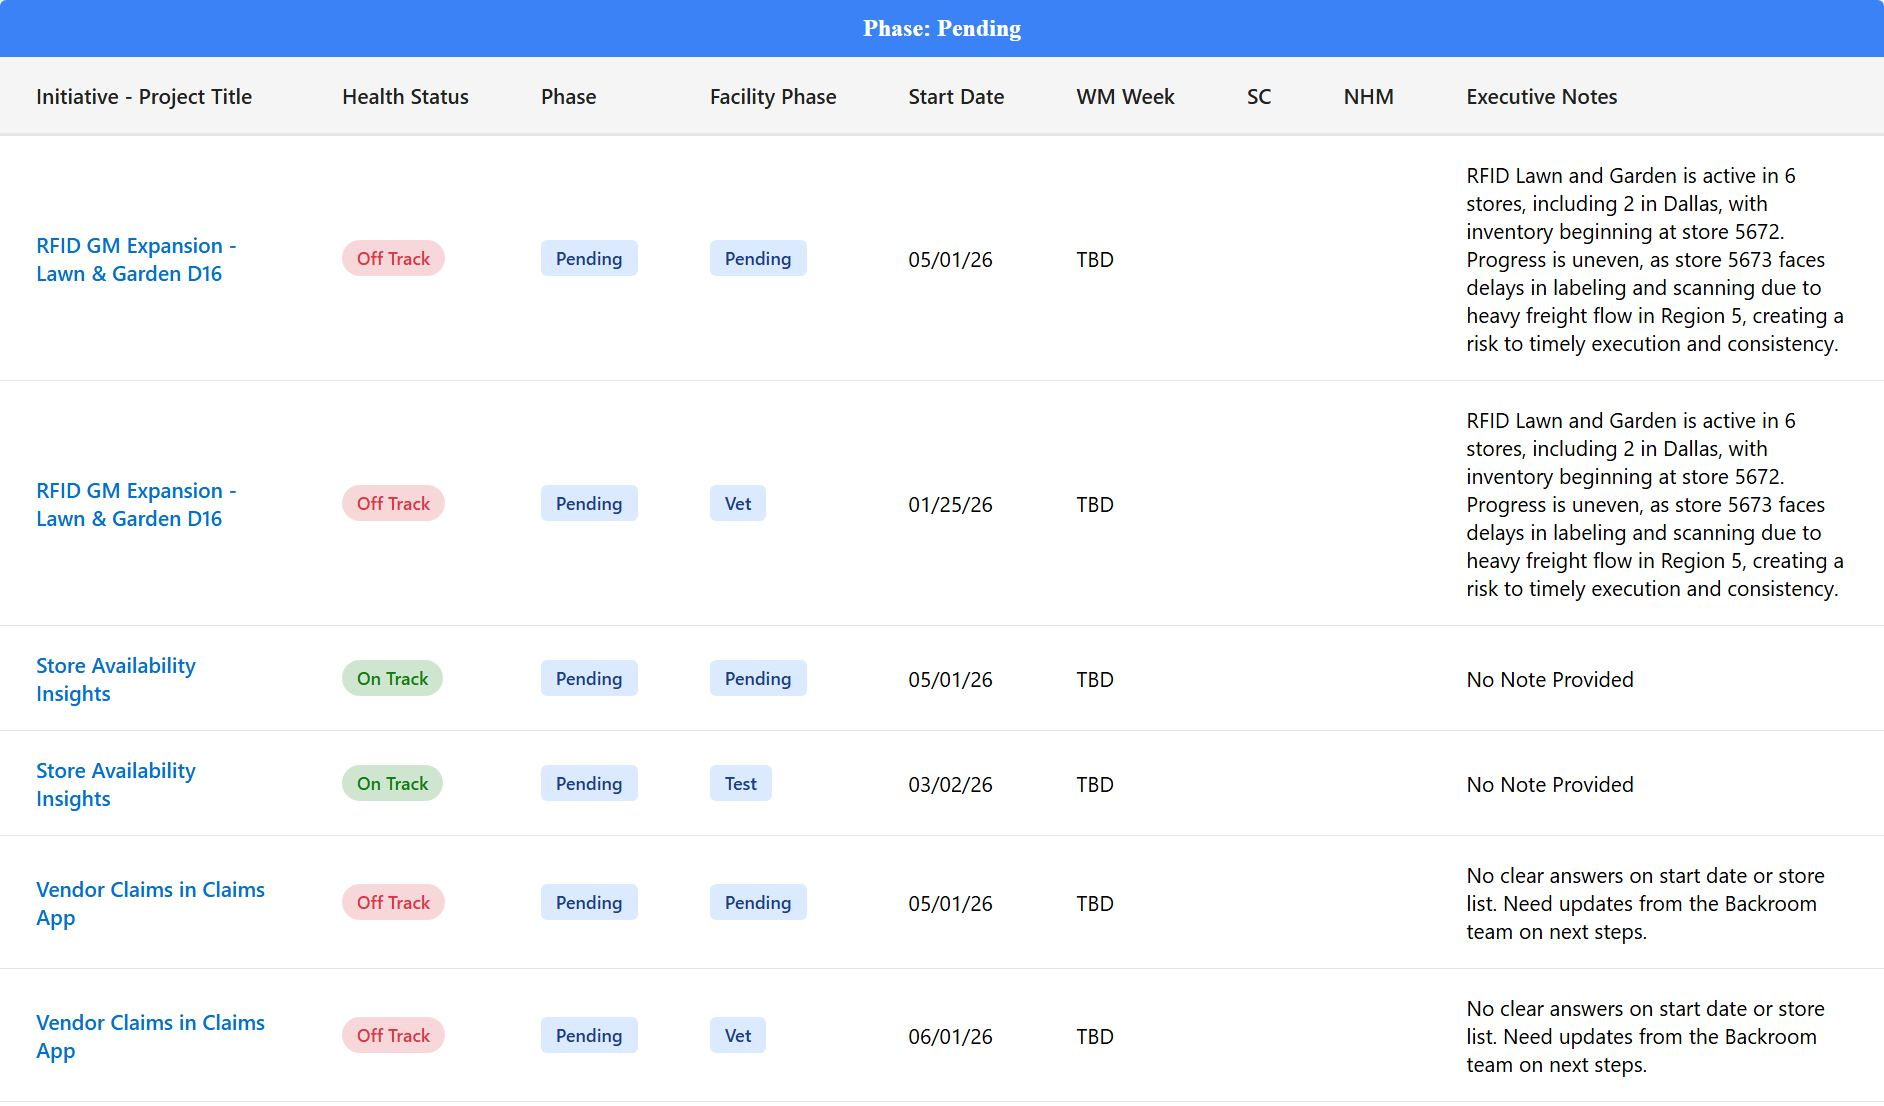 Phase: Pending
Initiative - Project Title Health Status Phase Facility Phase Start Date WM Week SC NHM Executive Notes
RFID GM Expansion -
Lawn & Garden D16
Off Track Pending Pending 05/01/26 TBD
RFID Lawn and Garden is active in 6
stores, including 2 in Dallas, with
inventory beginning at store 5672.
Progress is uneven, as store 5673 faces
delays in labeling and scanning due to
heavy freight flow in Region 5, creating a
risk to timely execution and consistency.
RFID GM Expansion -
Lawn & Garden D16
Off Track Pending Vet 01/25/26 TBD
RFID Lawn and Garden is active in 6
stores, including 2 in Dallas, with
inventory beginning at store 5672.
Progress is uneven, as store 5673 faces
delays in labeling and scanning due to
heavy freight flow in Region 5, creating a
risk to timely execution and consistency.
Store Availability
Insights
On Track Pending Pending 05/01/26 TBD No Note Provided
Store Availability
Insights
On Track Pending Test 03/02/26 TBD No Note Provided
Vendor Claims in Claims
App
Off Track Pending Pending 05/01/26 TBD
No clear answers on start date or store
list. Need updates from the Backroom
team on next steps.
Vendor Claims in Claims
App
Off Track Pending Vet 06/01/26 TBD
No clear answers on start date or store
list. Need updates from the Backroom
team on next steps.